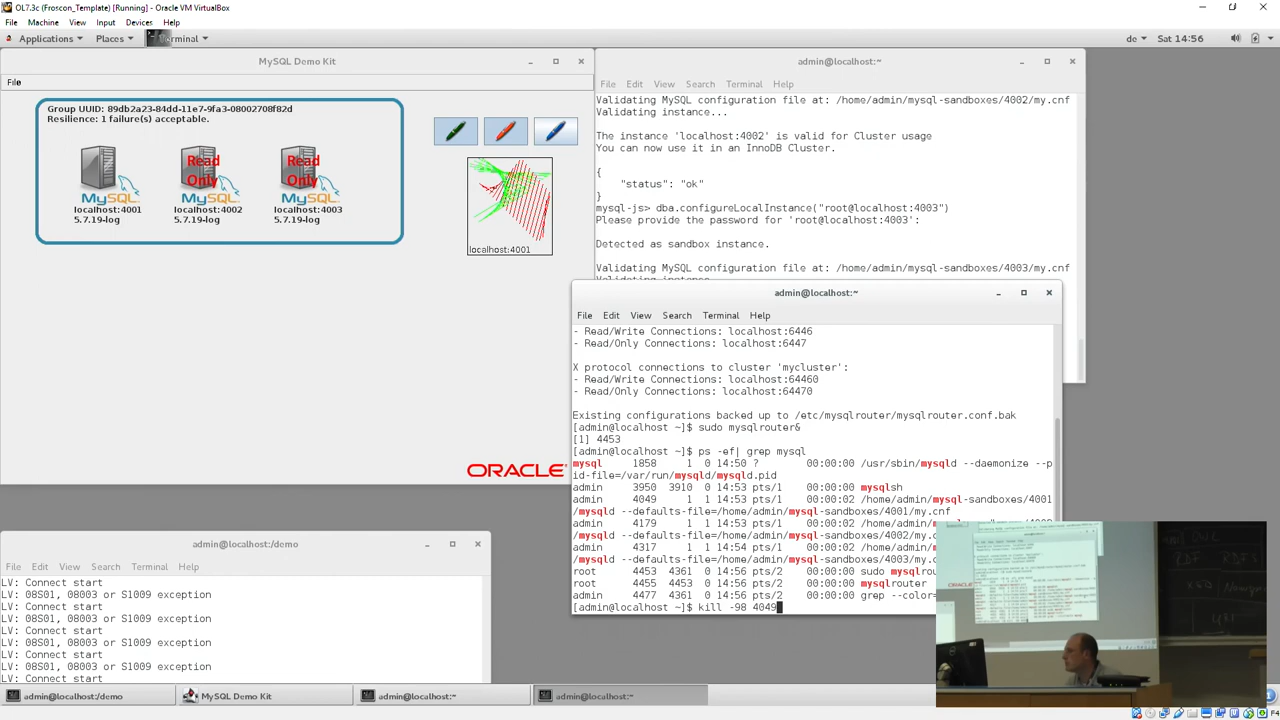 OL7.3c (Froscon_Template) [Running] - Oracle VM VirtualBox
File Machine View Input Devices Help
Applications Places Terminal de Sat 14:56
MySQL Demo Kit
File
Group UUID: 89db2a23-84dd-11e7-9fa3-08002708f82d
Resilience: 1 failure(s) acceptable.
Read Only
Read Only
MySQL
MySQL
MySQL
localhost:4001
5.7.19-log
localhost:4002
5.7.19-log
localhost:4003
5.7.19-log
localhost:4001
ORACLE
admin@localhost:~
File Edit View Search Terminal Help
Validating MySQL configuration file at: /home/admin/mysql-sandboxes/4002/my.cnf
Validating instance...
The instance 'localhost:4002' is valid for Cluster usage
You can now use it in an InnoDB Cluster.
{
"status": "ok"
}
mysql-js> dba.configureLocalInstance("root@localhost:4003")
Please provide the password for 'root@localhost:4003':
Detected as sandbox instance.
Validating MySQL configuration file at: /home/admin/mysql-sandboxes/4003/my.cnf
admin@localhost:~
File Edit View Search Terminal Help
- Read/Write Connections: localhost:6446
- Read/Only Connections: localhost:6447
X protocol connections to cluster 'mycluster':
- Read/Write Connections: localhost:64460
- Read/Only Connections: localhost:64470
Existing configurations backed up to /etc/mysqlrouter/mysqlrouter.conf.bak
[admin@localhost ~]$ sudo mysqlrouter&
[1] 4453
[admin@localhost ~]$ ps -ef| grep mysql
mysql 1858 1 0 14:50 ? 00:00:00 /usr/sbin/mysqld --daemonize --p
id-file=/var/run/mysqld/mysqld.pid
admin 3950 3910 0 14:53 pts/1 00:00:00 mysqlsh
admin 4049 1 1 14:53 pts/1 00:00:02 /home/admin/mysql-sandboxes/4001
/mysqld --defaults-file=/home/admin/mysql-sandboxes/4001/my.cnf
admin 4179 1 1 14:53 pts/1 00:00:02 /home/admin/mysql-sandboxes/4002
/mysqld --defaults-file=/home/admin/mysql-sandboxes/4002/my.c
admin 4317 1 1 14:54 pts/1 00:00:02 /home/admin/
/mysqld --defaults-file=/home/admin/mysql-sandboxes/4003/my.c
root 4453 4361 0 14:56 pts/2 00:00:00 sudo mysqlr
root 4455 4453 0 14:56 pts/2 00:00:00 mysqlrouter
admin 4477 4361 0 14:56 pts/2 00:00:00 grep --color=
[admin@localhost ~]$ kill -98 4049
admin@localhost:/demo
File Edit View Search Terminal Help
LV: Connect start
LV: 08S01, 08003 or S1009 exception
LV: Connect start
LV: 08S01, 08003 or S1009 exception
LV: Connect start
LV: 08S01, 08003 or S1009 exception
LV: Connect start
LV: 08S01, 08003 or S1009 exception
LV: Connect start
admin@localhost:/demo MySQL Demo Kit admin@localhost:~ admin@localhost:~